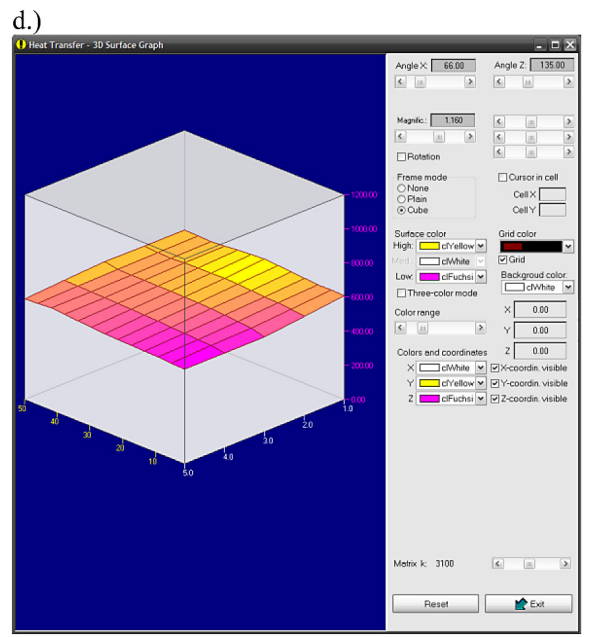 d.)
Heat Transfer - 3D Surface Graph
Angle X: 66.00 Angle Z: 135.00
Magnific.: 1.160
Rotation
Frame mode
None
Plain
Cube
Cursor in cell
Cell X
Cell Y
Surface color
High: clYellow
Med.: clWhite
Low: clFuchsi
Three-color mode
Grid color
Grid
Backgroud color:
clWhite
Color range
X 0.00
Y 0.00
Z 0.00
Colors and coordinates
X clWhite X-coordin. visible
Y clYellow Y-coordin. visible
Z clFuchsi Z-coordin. visible
Matrix k: 3100
Reset Exit
1200.00
1000.00
800.00
600.00
400.00
200.00
0.00
50 40 30 20 10
5.0 4.0 3.0 2.0 1.0